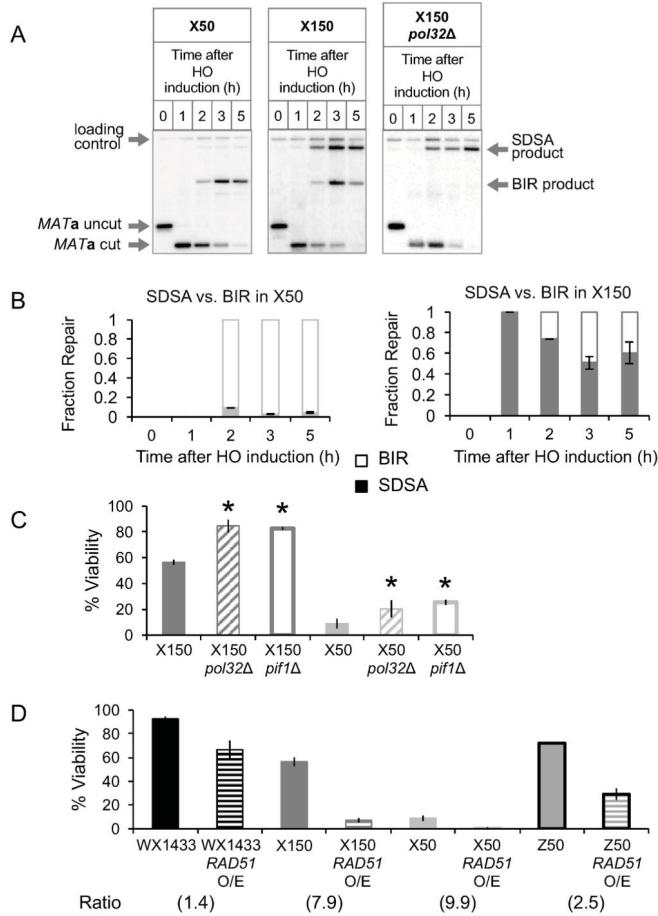 A
X50
X150
X150
pol32Δ
Time after
HO
induction (h)
Time after
HO
induction (h)
Time after
HO
induction (h)
0 1 2 3 5
0 1 2 3 5
0 1 2 3 5
loading
control
SDSA
product
BIR product
MATa uncut
MATa cut
B
SDSA vs. BIR in X50
SDSA vs. BIR in X150
Fraction Repair
1
0.8
0.6
0.4
0.2
0
0 1 2 3 5
Time after HO induction (h)
Fraction Repair
1
0.8
0.6
0.4
0.2
0
0 1 2 3 5
Time after HO induction (h)
BIR
SDSA
C
% Viability
100
80
60
40
20
0
* * * *
X150
X150
pol32Δ
X150
pif1Δ
X50
X50
pol32Δ
X50
pif1Δ
D
% Viability
100
80
60
40
20
0
WX1433
WX1433
RAD51
O/E
X150
X150
RAD51
O/E
X50
X50
RAD51
O/E
Z50
Z50
RAD51
O/E
Ratio (1.4) (7.9) (9.9) (2.5)